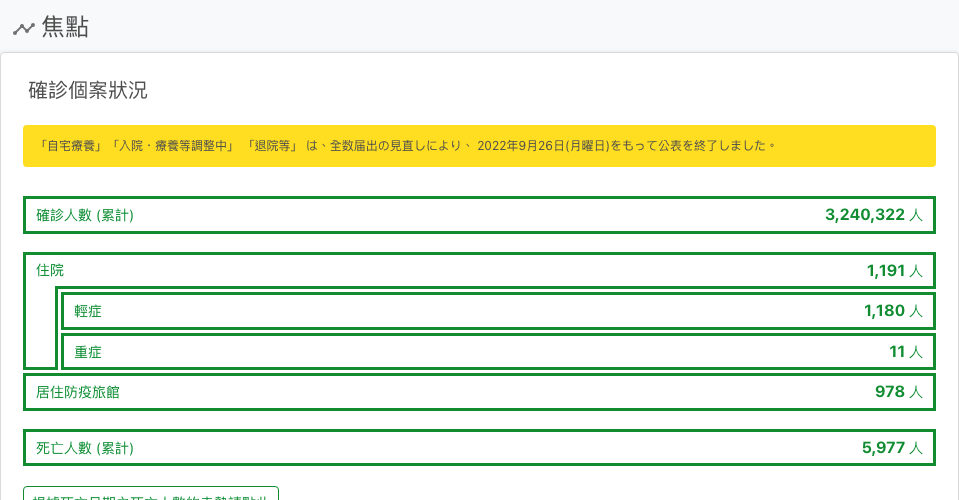 焦點
確診個案狀況
「自宅療養」「入院・療養等調整中」 「退院等」 は、全数届出の見直しにより、 2022年9月26日(月曜日)をもって公表を終了しました。
確診人數 (累計) 3,240,322 人
住院 1,191 人
輕症 1,180 人
重症 11 人
居住防疫旅館 978 人
死亡人數 (累計) 5,977 人